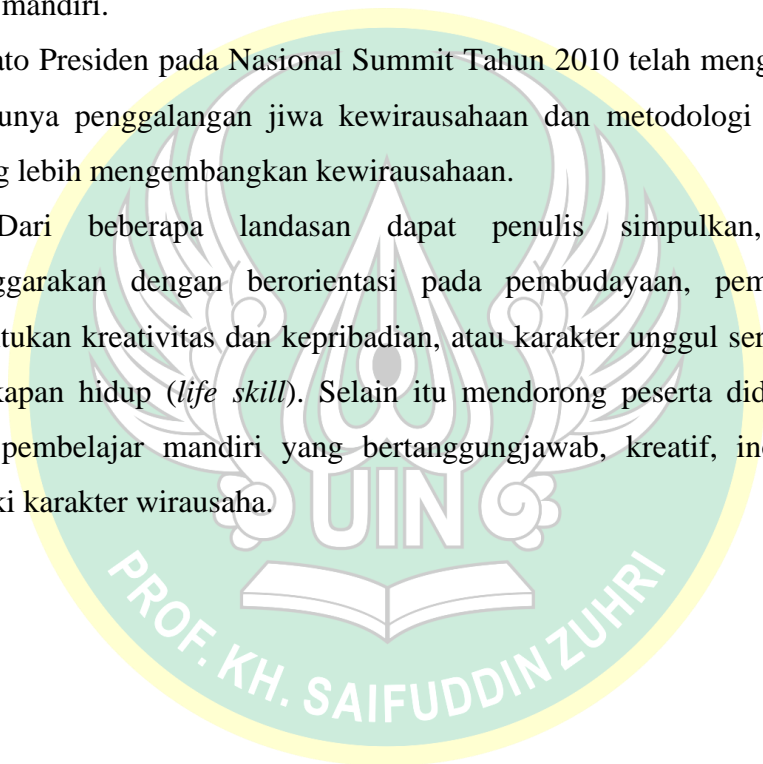 mandiri.
ato Presiden pada Nasional Summit Tahun 2010 telah meng
unya penggalangan jiwa kewirausahaan dan metodologi
g lebih mengembangkan kewirausahaan.
Dari beberapa landasan dapat penulis simpulkan,
ggarakan dengan berorientasi pada pembudayaan, pem
tukan kreativitas dan kepribadian, atau karakter unggul ser
kapan hidup (life skill). Selain itu mendorong peserta did
pembelajar mandiri yang bertanggungjawab, kreatif, ino
ki karakter wirausaha.
UIN
PROF. KH. SAIFUDDIN ZUHRI